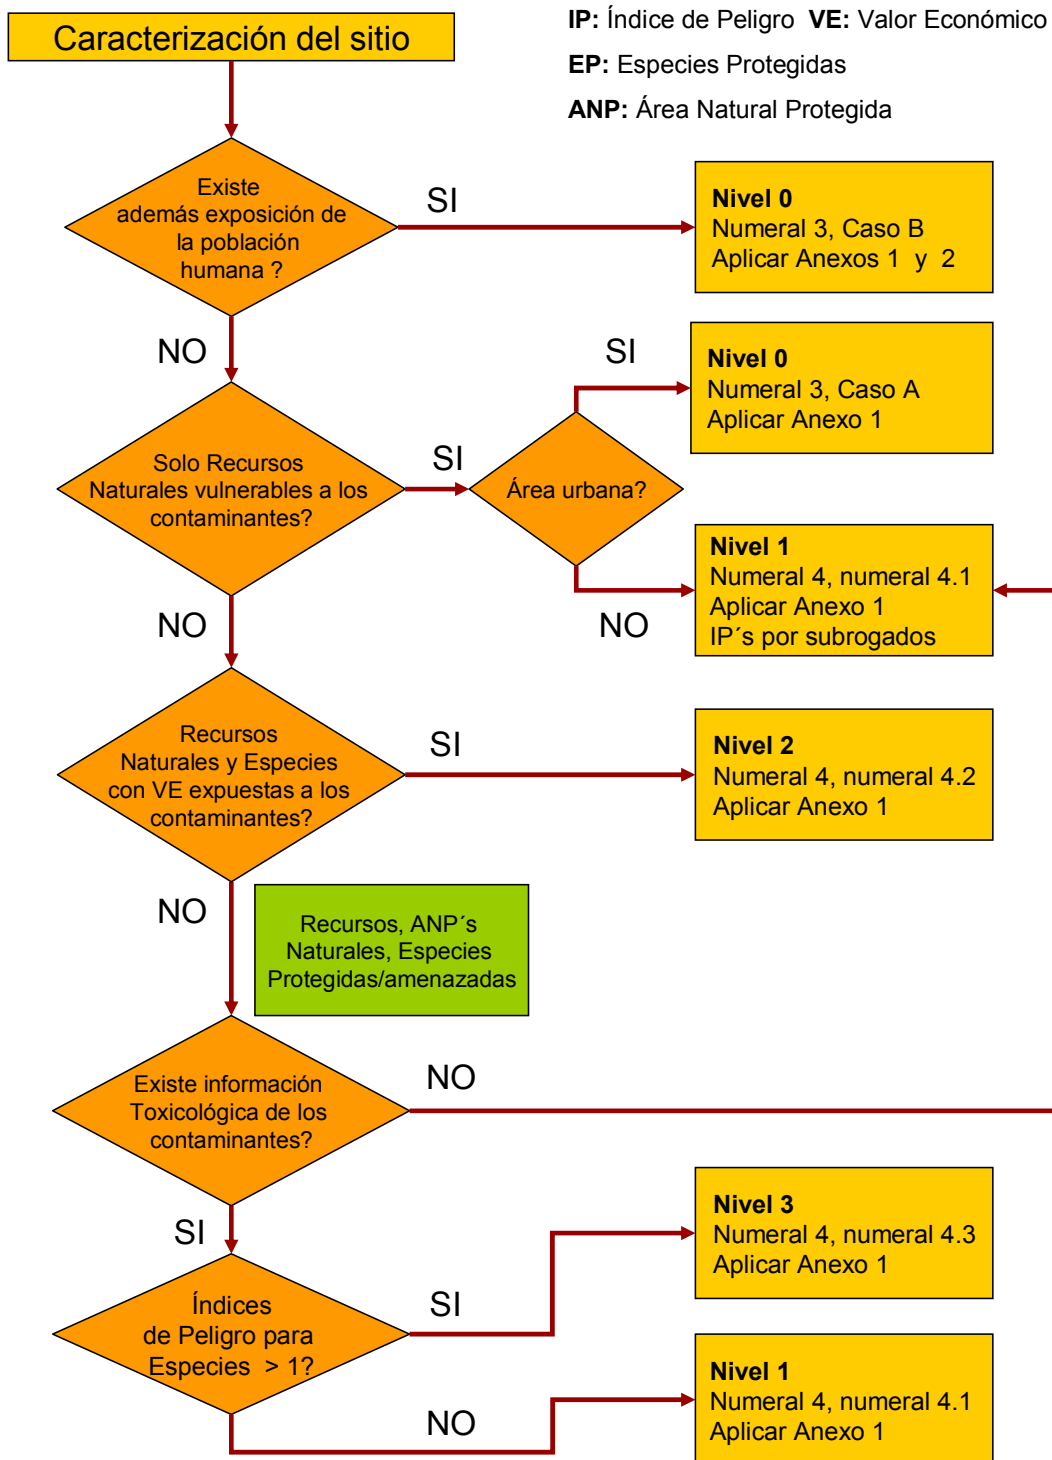 Caracterización del sitio
IP: Índice de Peligro VE: Valor Económico
EP: Especies Protegidas
ANP: Área Natural Protegida
Existe
además exposición de
la población
humana ?
SI
Nivel 0
Numeral 3, Caso B
Aplicar Anexos 1 y 2
NO
SI
Nivel 0
Numeral 3, Caso A
Aplicar Anexo 1
Solo Recursos
Naturales vulnerables a los
contaminantes?
SI
Área urbana?
NO
Nivel 1
Numeral 4, numeral 4.1
Aplicar Anexo 1
IP´s por subrogados
NO
Recursos
Naturales y Especies
con VE expuestas a los
contaminantes?
SI
Nivel 2
Numeral 4, numeral 4.2
Aplicar Anexo 1
NO
Recursos, ANP´s
Naturales, Especies
Protegidas/amenazadas
Existe información
Toxicológica de los
contaminantes?
NO
SI
Nivel 3
Numeral 4, numeral 4.3
Aplicar Anexo 1
Índices
de Peligro para
Especies > 1?
SI
NO
Nivel 1
Numeral 4, numeral 4.1
Aplicar Anexo 1